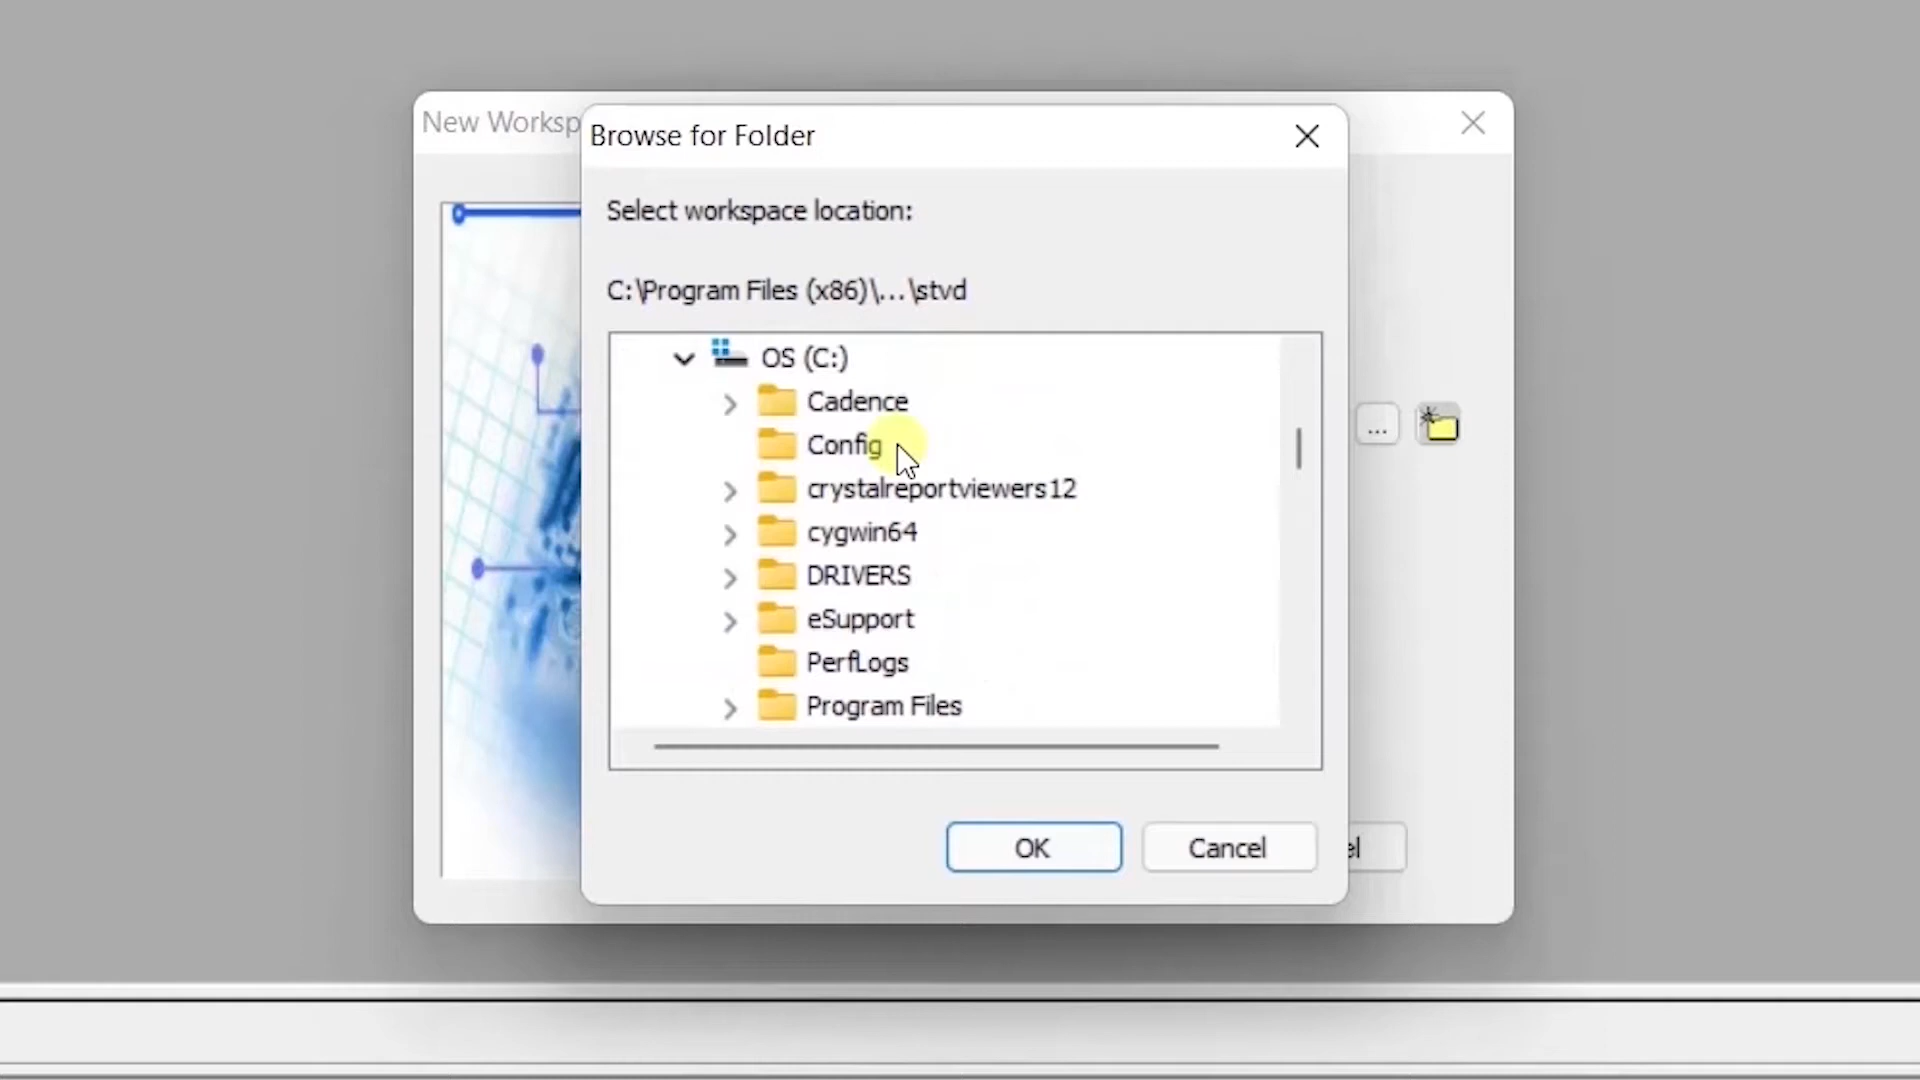 New Worksp
Browse for Folder
Select workspace location:
C:\Program Files (x86)\...\stvd
OS (C:)
Cadence
Config
crystalreportviewers12
cygwin64
DRIVERS
eSupport
PerfLogs
Program Files
...
OK
Cancel
el